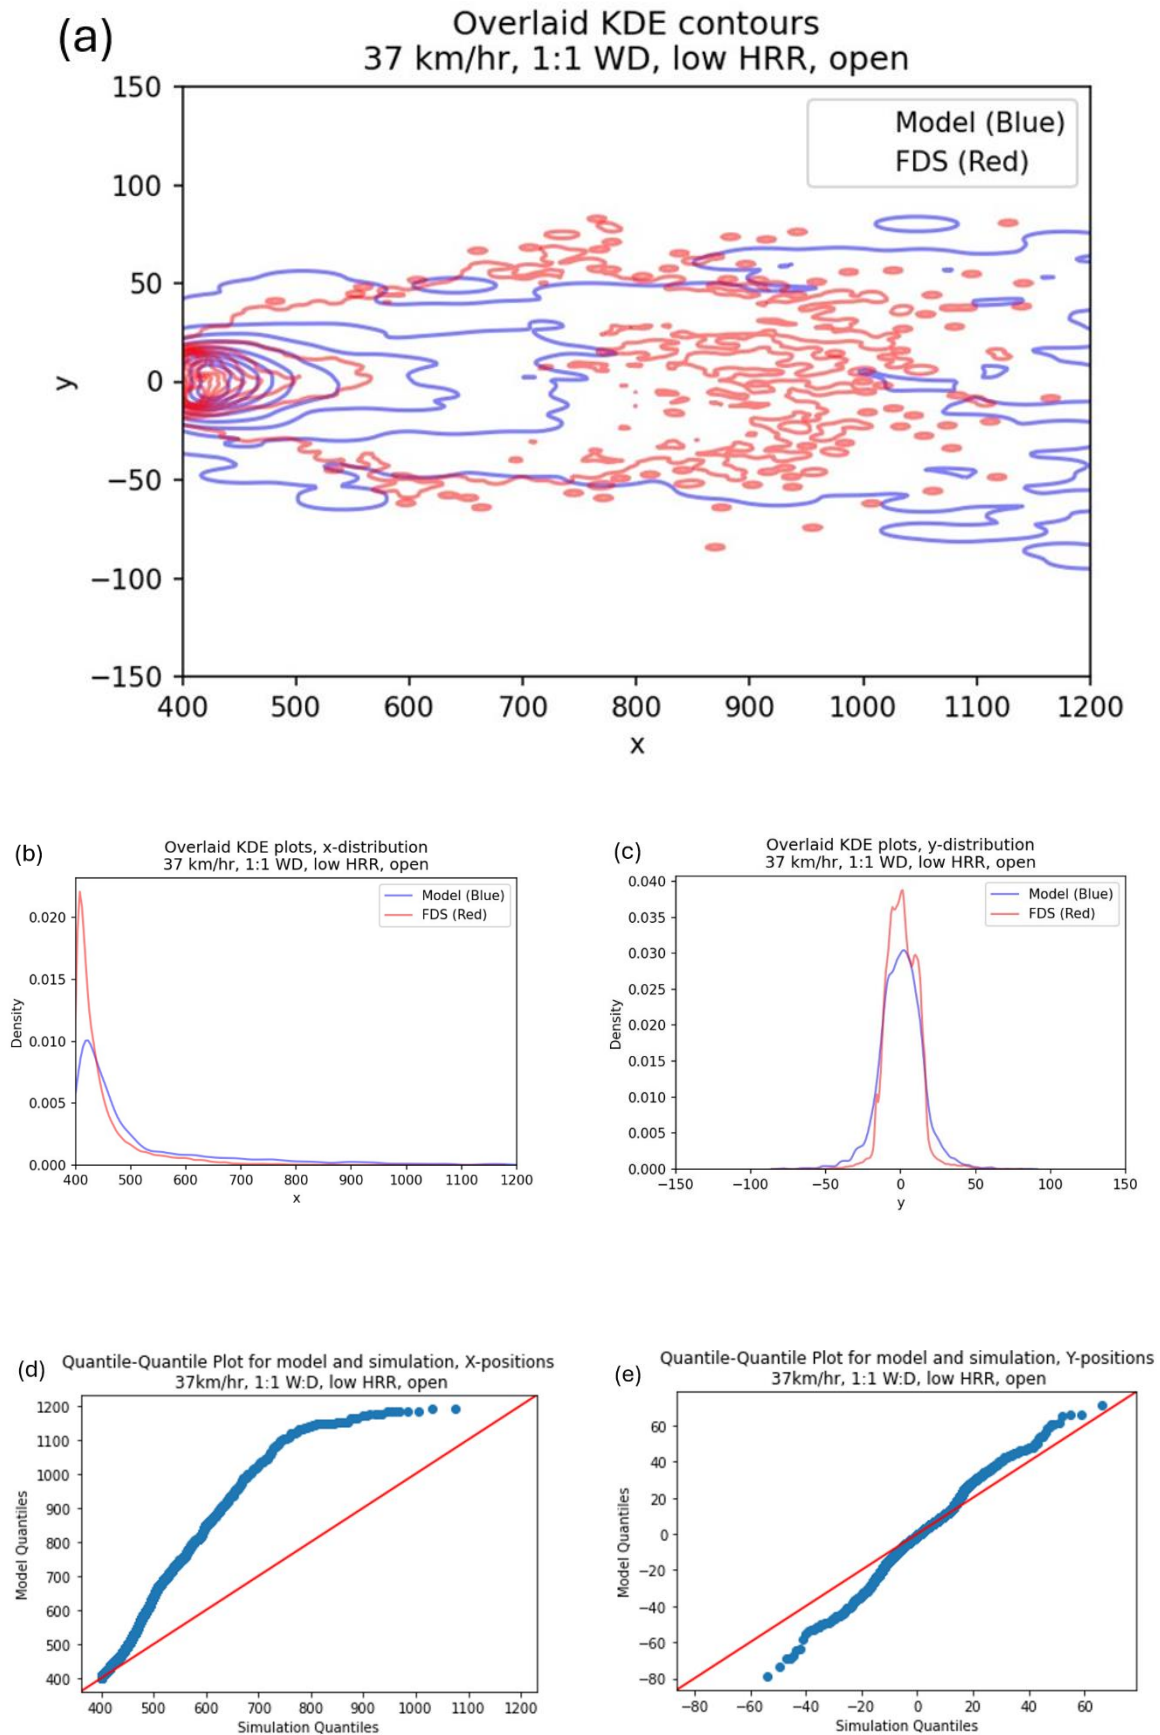 (a)
Overlaid KDE contours
37 km/hr, 1:1 WD, low HRR, open
Model (Blue)
FDS (Red)
150
100
50
0
−50
−100
−150
y
400 500 600 700 800 900 1000 1100 1200
x
(b)
Overlaid KDE plots, x-distribution
37 km/hr, 1:1 WD, low HRR, open
Model (Blue)
FDS (Red)
0.020
0.015
0.010
0.005
0.000
Density
400 500 600 700 800 900 1000 1100 1200
x
(c)
Overlaid KDE plots, y-distribution
37 km/hr, 1:1 WD, low HRR, open
Model (Blue)
FDS (Red)
0.040
0.035
0.030
0.025
0.020
0.015
0.010
0.005
0.000
Density
−150 −100 −50 0 50 100 150
y
(d)
Quantile-Quantile Plot for model and simulation, X-positions
37km/hr, 1:1 W:D, low HRR, open
1200
1100
1000
900
800
700
600
500
400
Model Quantiles
400 500 600 700 800 900 1000 1100 1200
Simulation Quantiles
(e)
Quantile-Quantile Plot for model and simulation, Y-positions
37km/hr, 1:1 W:D, low HRR, open
60
40
20
0
−20
−40
−60
−80
Model Quantiles
−80 −60 −40 −20 0 20 40 60
Simulation Quantiles